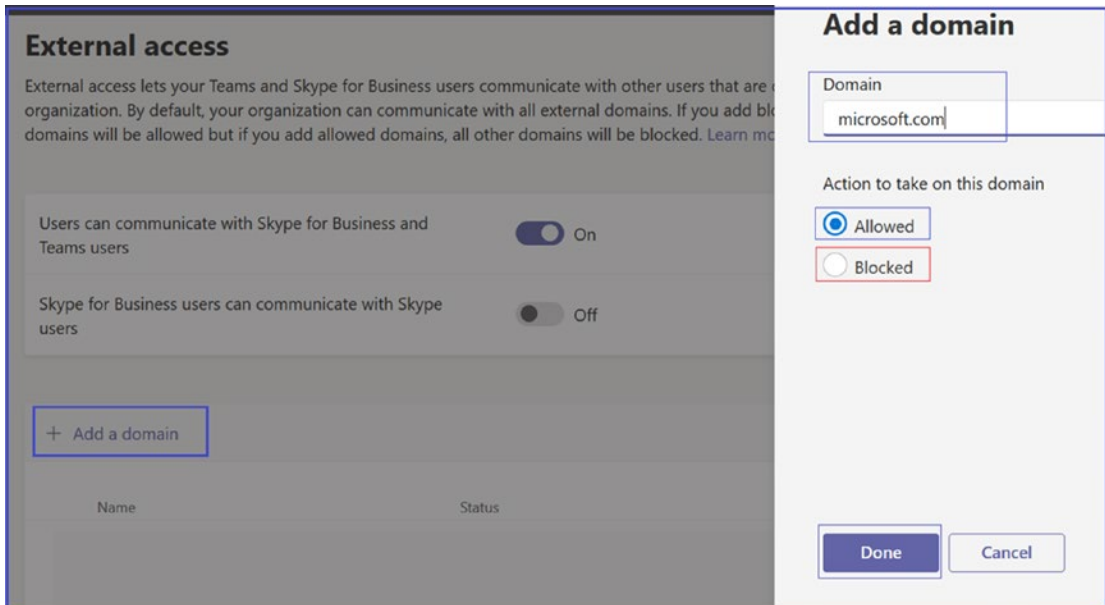 External access
External access lets your Teams and Skype for Business users communicate with other users that are
organization. By default, your organization can communicate with all external domains. If you add
domains will be allowed but if you add allowed domains, all other domains will be blocked. Learn
Users can communicate with Skype for Business and
Teams users
On
Skype for Business users can communicate with Skype
users
Off
+ Add a domain
Name
Status
Add a domain
Domain
microsoft.com
Action to take on this domain
Allowed
Blocked
Done
Cancel